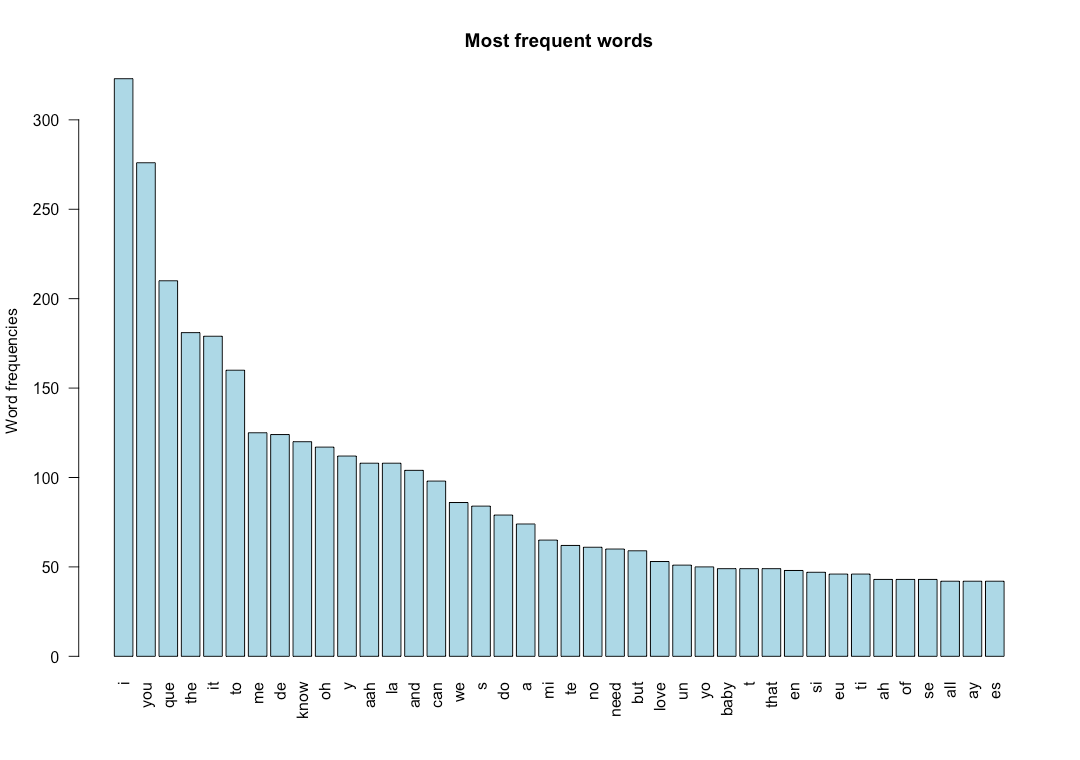 Most frequent words
Word frequencies
300
250
200
150
100
50
0
i
you
que
the
it
to
me
de
know
oh
y
aah
la
and
can
we
s
do
a
mi
te
no
need
but
love
un
yo
baby
t
that
en
si
eu
ti
ah
of
se
all
ay
es